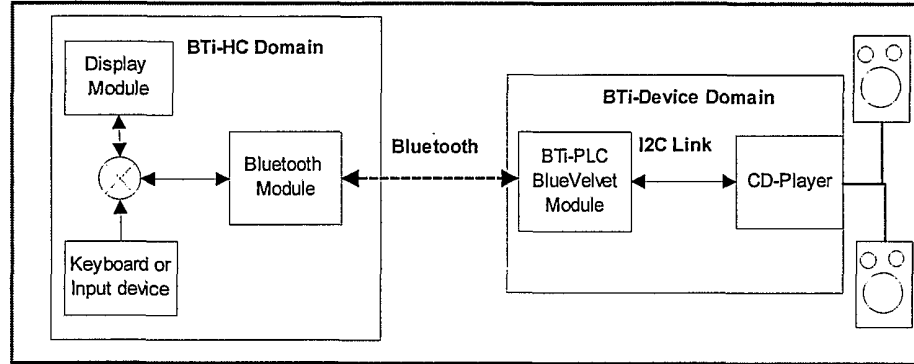 BTi-HC Domain
Display
Module
Bluetooth
Module
Keyboard or
Input device
Bluetooth
BTi-Device Domain
BTi-PLC
BlueVelvet
Module
I2C Link
CD-Player